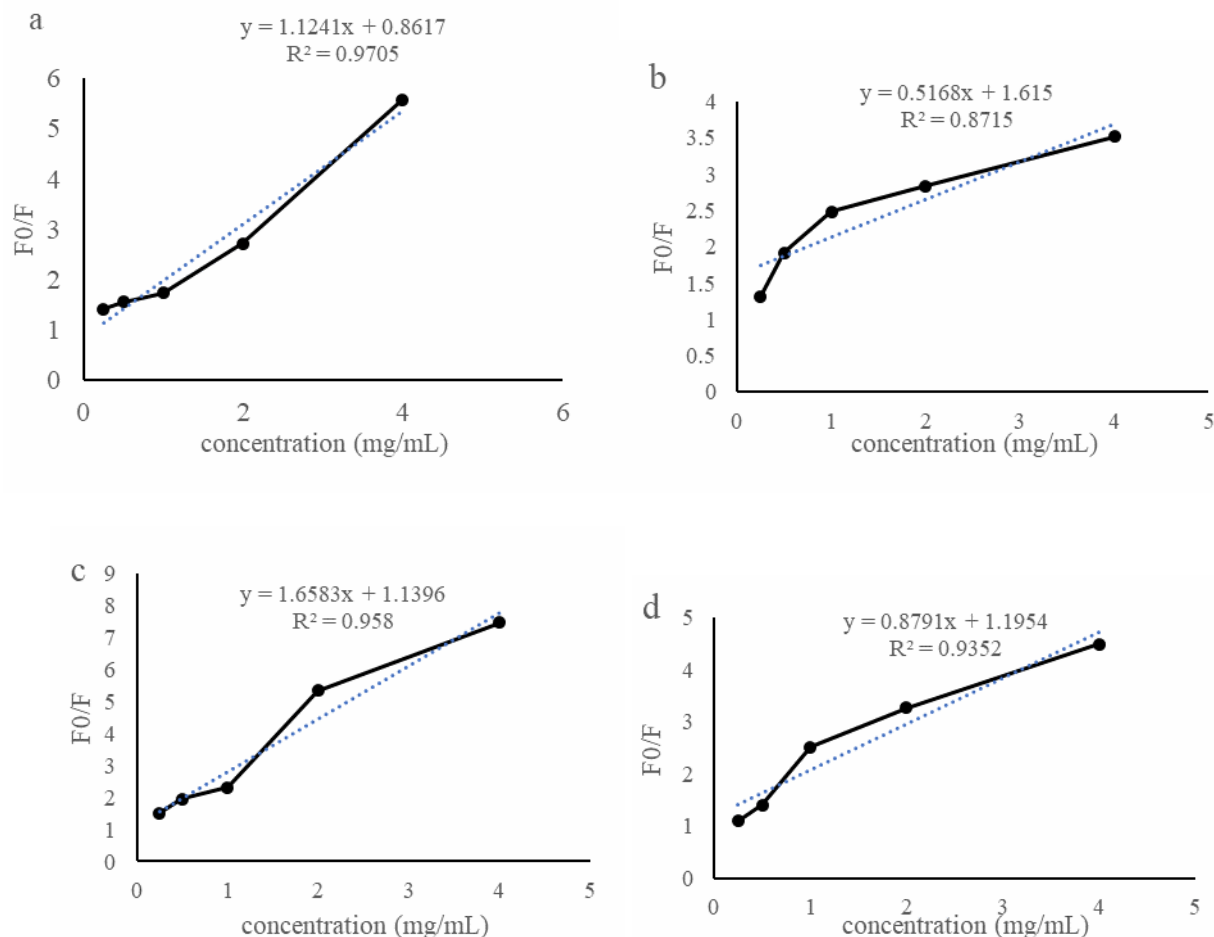 a
y = 1.1241x + 0.8617
R² = 0.9705
6
5
4
3
2
1
0
F0/F
0 2 4 6
concentration (mg/mL)
b
y = 0.5168x + 1.615
R² = 0.8715
4
3.5
3
2.5
2
1.5
1
0.5
0
F0/F
0 1 2 3 4 5
concentration (mg/mL)
c
y = 1.6583x + 1.1396
R² = 0.958
9
8
7
6
5
4
3
2
1
0
F0/F
0 1 2 3 4 5
concentration (mg/mL)
d
y = 0.8791x + 1.1954
R² = 0.9352
5
4
3
2
1
0
F0/F
0 1 2 3 4 5
concentration (mg/mL)